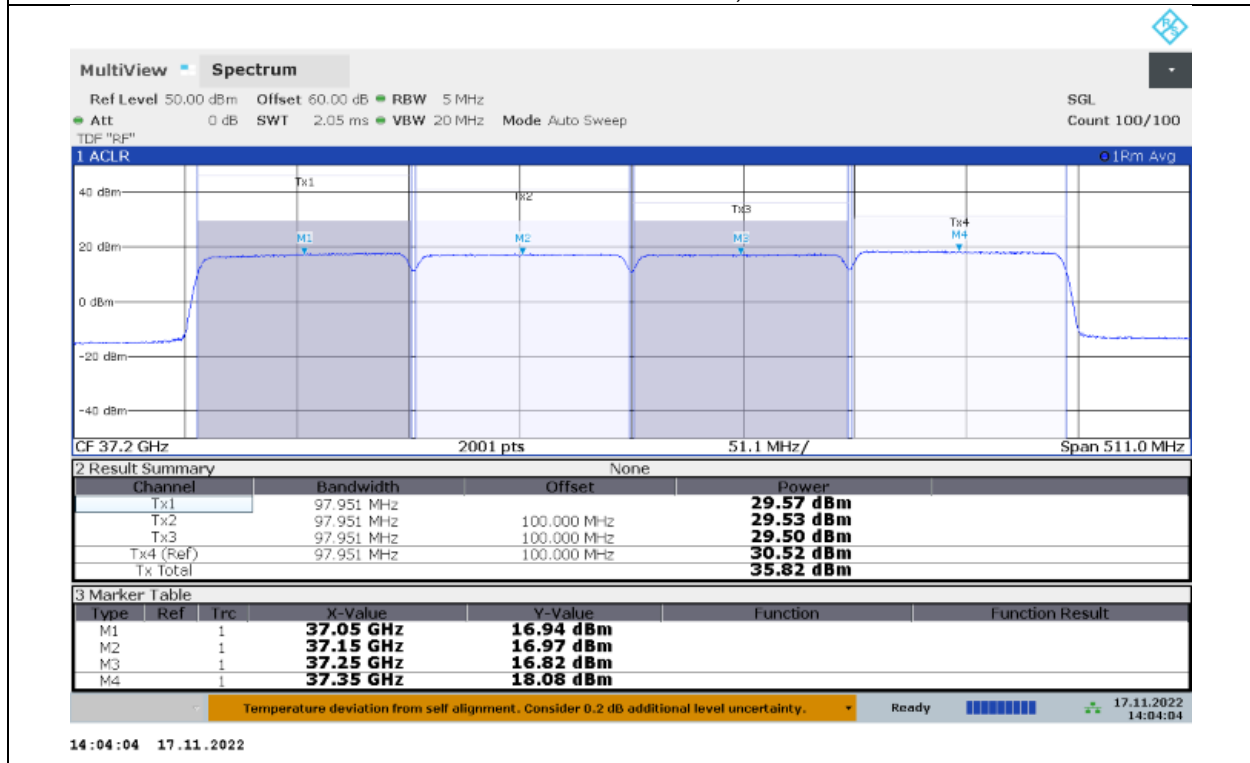 R&S
MultiView Spectrum
Ref Level 50.00 dBm Offset 60.00 dB RBW 5 MHz SGL
Att 0 dB SWT 2.05 ms VBW 20 MHz Mode Auto Sweep Count 100/100
TDF "RF"
1 ACLR 1Rm Avg
40 dBm
Tx1
Tx2
Tx3
Tx4
20 dBm
M1
M2
M3
M4
0 dBm
-20 dBm
-40 dBm
CF 37.2 GHz 2001 pts 51.1 MHz/ Span 511.0 MHz
2 Result Summary None
Channel Bandwidth Offset Power
Tx1 97.951 MHz 29.57 dBm
Tx2 97.951 MHz 100.000 MHz 29.53 dBm
Tx3 97.951 MHz 100.000 MHz 29.50 dBm
Tx4 (Ref) 97.951 MHz 100.000 MHz 30.52 dBm
Tx Total 35.82 dBm
3 Marker Table
Type Ref Trc X-Value Y-Value Function Function Result
M1 1 37.05 GHz 16.94 dBm
M2 1 37.15 GHz 16.97 dBm
M3 1 37.25 GHz 16.82 dBm
M4 1 37.35 GHz 18.08 dBm
Temperature deviation from self alignment. Consider 0.2 dB additional level uncertainty. Ready 17.11.2022
14:04:04
14:04:04 17.11.2022